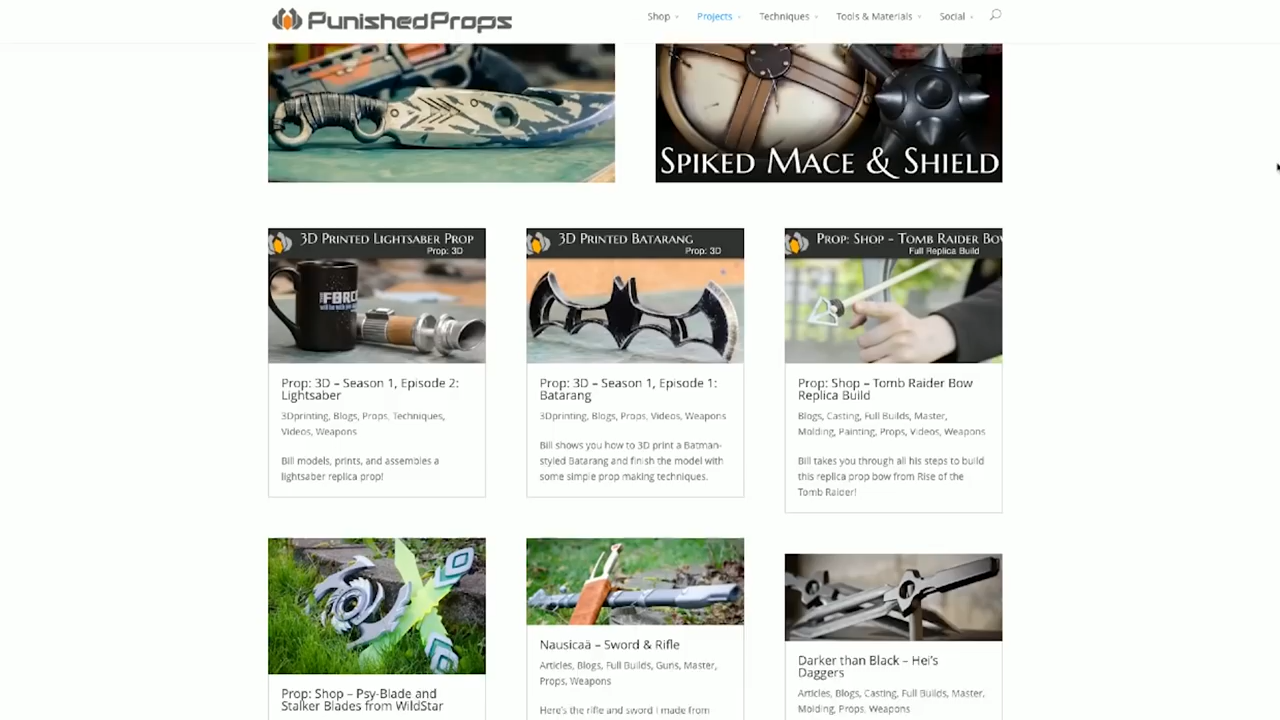 PunishedProps
Shop
Projects
Techniques
Tools & Materials
Social
Spiked Mace & Shield
3D Printed Lightsaber Prop
Prop: 3D
3D Printed Batarang
Prop: 3D
Prop: Shop - Tomb Raider Bow
Full Replica Build
FORCE
Prop: 3D – Season 1, Episode 2:
Lightsaber
3Dprinting, Blogs, Props, Techniques,
Videos, Weapons
Bill models, prints, and assembles a
lightsaber replica prop!
Prop: 3D – Season 1, Episode 1:
Batarang
3Dprinting, Blogs, Props, Videos, Weapons
Bill shows you how to 3D print a Batman-
styled Batarang and finish the model with
some simple prop making techniques.
Prop: Shop – Tomb Raider Bow
Replica Build
Blogs, Casting, Full Builds, Master,
Molding, Painting, Props, Videos, Weapons
Bill takes you through all his steps to build
this replica prop bow from Rise of the
Tomb Raider!
Prop: Shop – Psy-Blade and
Stalker Blades from WildStar
Nausicaä – Sword & Rifle
Articles, Blogs, Full Builds, Guns, Master,
Props, Weapons
Here's the rifle and sword I made from
Darker than Black – Hei's
Daggers
Articles, Blogs, Casting, Full Builds, Master,
Molding, Props, Weapons